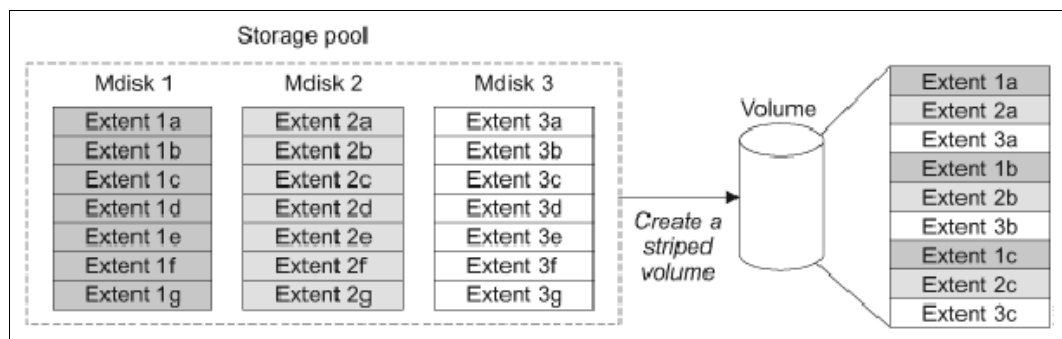 Storage pool
Mdisk 1
Mdisk 2
Mdisk 3
Extent 1a
Extent 1b
Extent 1c
Extent 1d
Extent 1e
Extent 1f
Extent 1g
Extent 2a
Extent 2b
Extent 2c
Extent 2d
Extent 2e
Extent 2f
Extent 2g
Extent 3a
Extent 3b
Extent 3c
Extent 3d
Extent 3e
Extent 3f
Extent 3g
Create a
striped
volume
Volume
Extent 1a
Extent 2a
Extent 3a
Extent 1b
Extent 2b
Extent 3b
Extent 1c
Extent 2c
Extent 3c